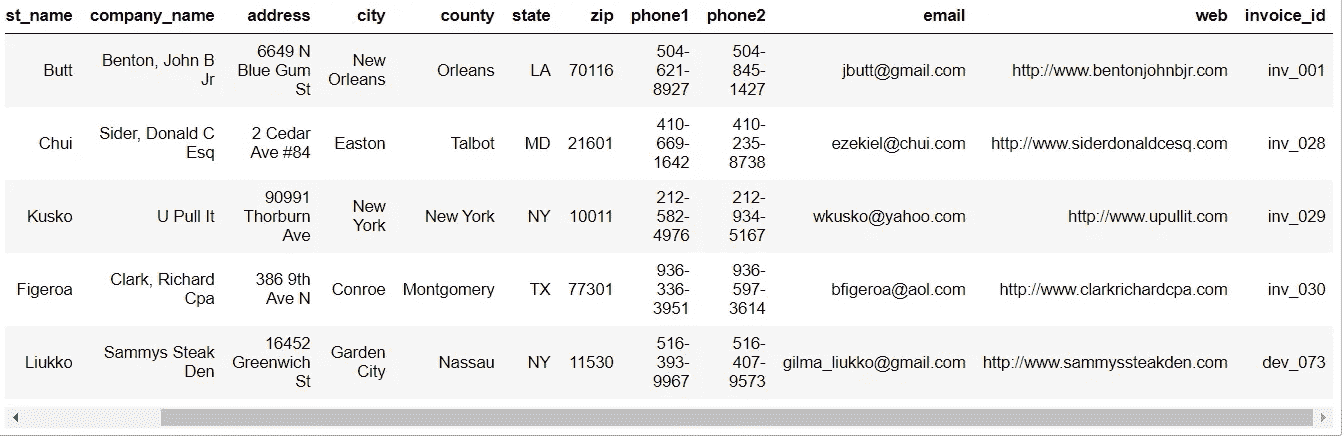 st_name company_name address city county state zip phone1 phone2 email web invoice_id
Butt Benton, John B Jr 6649 N Blue Gum St New Orleans Orleans LA 70116 504-621-8927 504-845-1427 jbutt@gmail.com http://www.bentonjohnbjr.com inv_001
Chui Sider, Donald C Esq 2 Cedar Ave #84 Easton Talbot MD 21601 410-669-1642 410-235-8738 ezekiel@chui.com http://www.siderdonaldcesq.com inv_028
Kusko U Pull It 90991 Thorburn Ave New York New York NY 10011 212-582-4976 212-934-5167 wkusko@yahoo.com http://www.upullit.com inv_029
Figeroa Clark, Richard Cpa 386 9th Ave N Conroe Montgomery TX 77301 936-336-3951 936-597-3614 bfigeroa@aol.com http://www.clarkrichardcpa.com inv_030
Liukko Sammys Steak Den 16452 Greenwich St Garden City Nassau NY 11530 516-393-9967 516-407-9573 gilma_liukko@gmail.com http://www.sammyssteakden.com dev_073